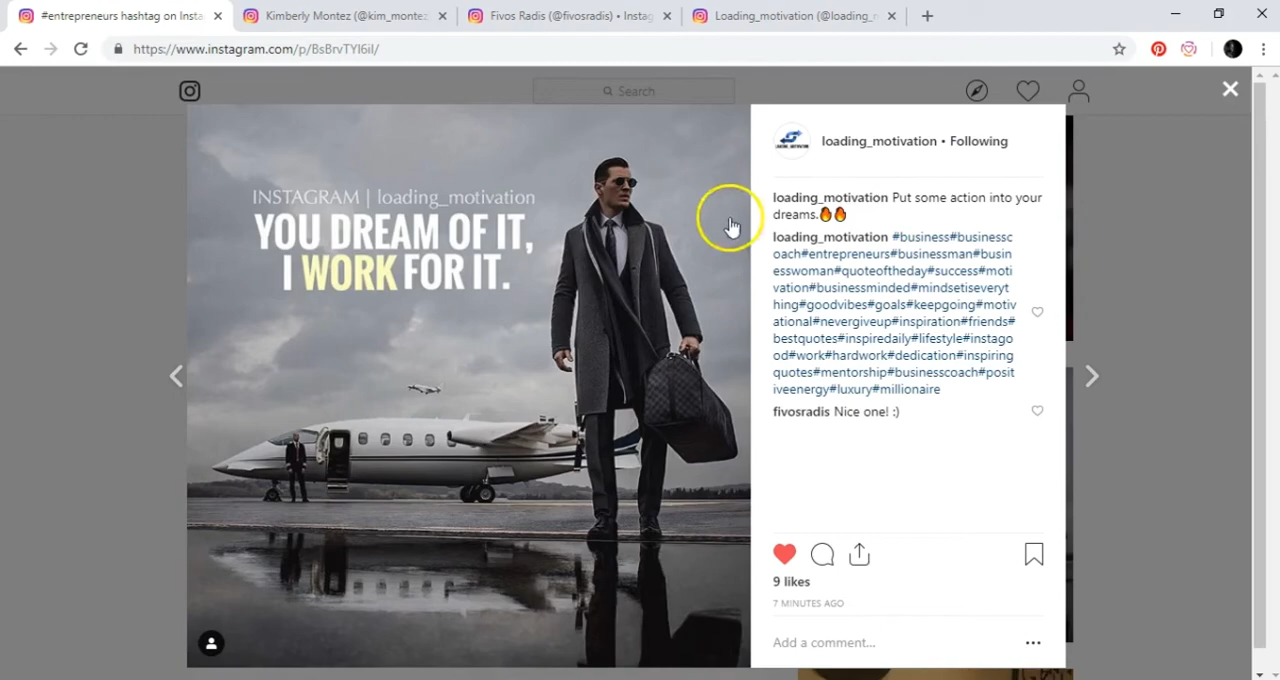 #entrepreneurs hashtag on Insta
Kimberly Montez (@kim_montez
Fivos Radis (@fivosradis) • Instag
Loading_motivation (@loading_
https://www.instagram.com/p/BsBrvTYl6il/
Search
INSTAGRAM | loading_motivation
YOU DREAM OF IT,
I WORK FOR IT.
loading_motivation • Following
loading_motivation Put some action into your
dreams.🔥🔥
loading_motivation #business#businessc
oach#entrepreneurs#businessman#busin
esswoman#quoteoftheday#success#moti
vation#businessminded#mindsetiseveryt
hing#goodvibes#goals#keepgoing#motiv
ational#nevergiveup#inspiration#friends#
bestquotes#inspiredaily#lifestyle#instago
od#work#hardwork#dedication#inspiring
quotes#mentorship#businesscoach#posit
iveenergy#luxury#millionaire
fivosradis Nice one! :)
9 likes
7 MINUTES AGO
Add a comment...